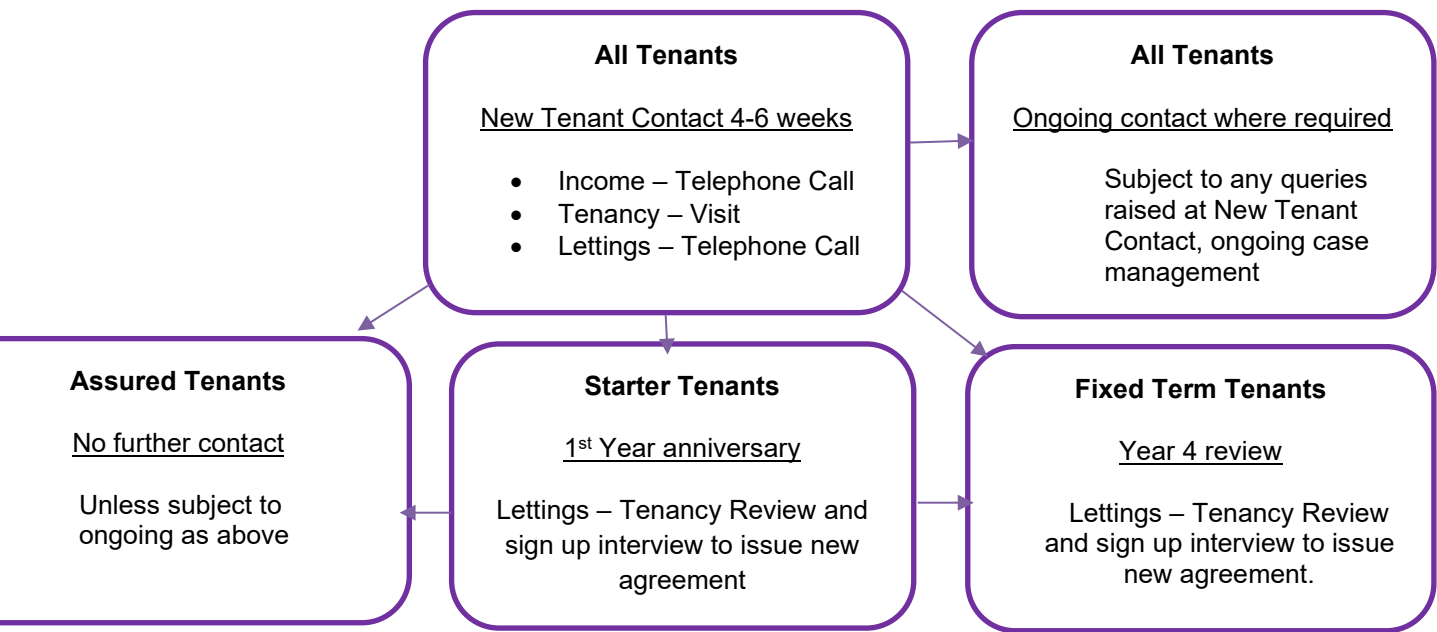 All Tenants
New Tenant Contact 4-6 weeks
• Income – Telephone Call
• Tenancy – Visit
• Lettings – Telephone Call
All Tenants
Ongoing contact where required
Subject to any queries
raised at New Tenant
Contact, ongoing case
management
Assured Tenants
No further contact
Unless subject to
ongoing as above
Starter Tenants
1st Year anniversary
Lettings – Tenancy Review and
sign up interview to issue new
agreement
Fixed Term Tenants
Year 4 review
Lettings – Tenancy Review
and sign up interview to issue
new agreement.